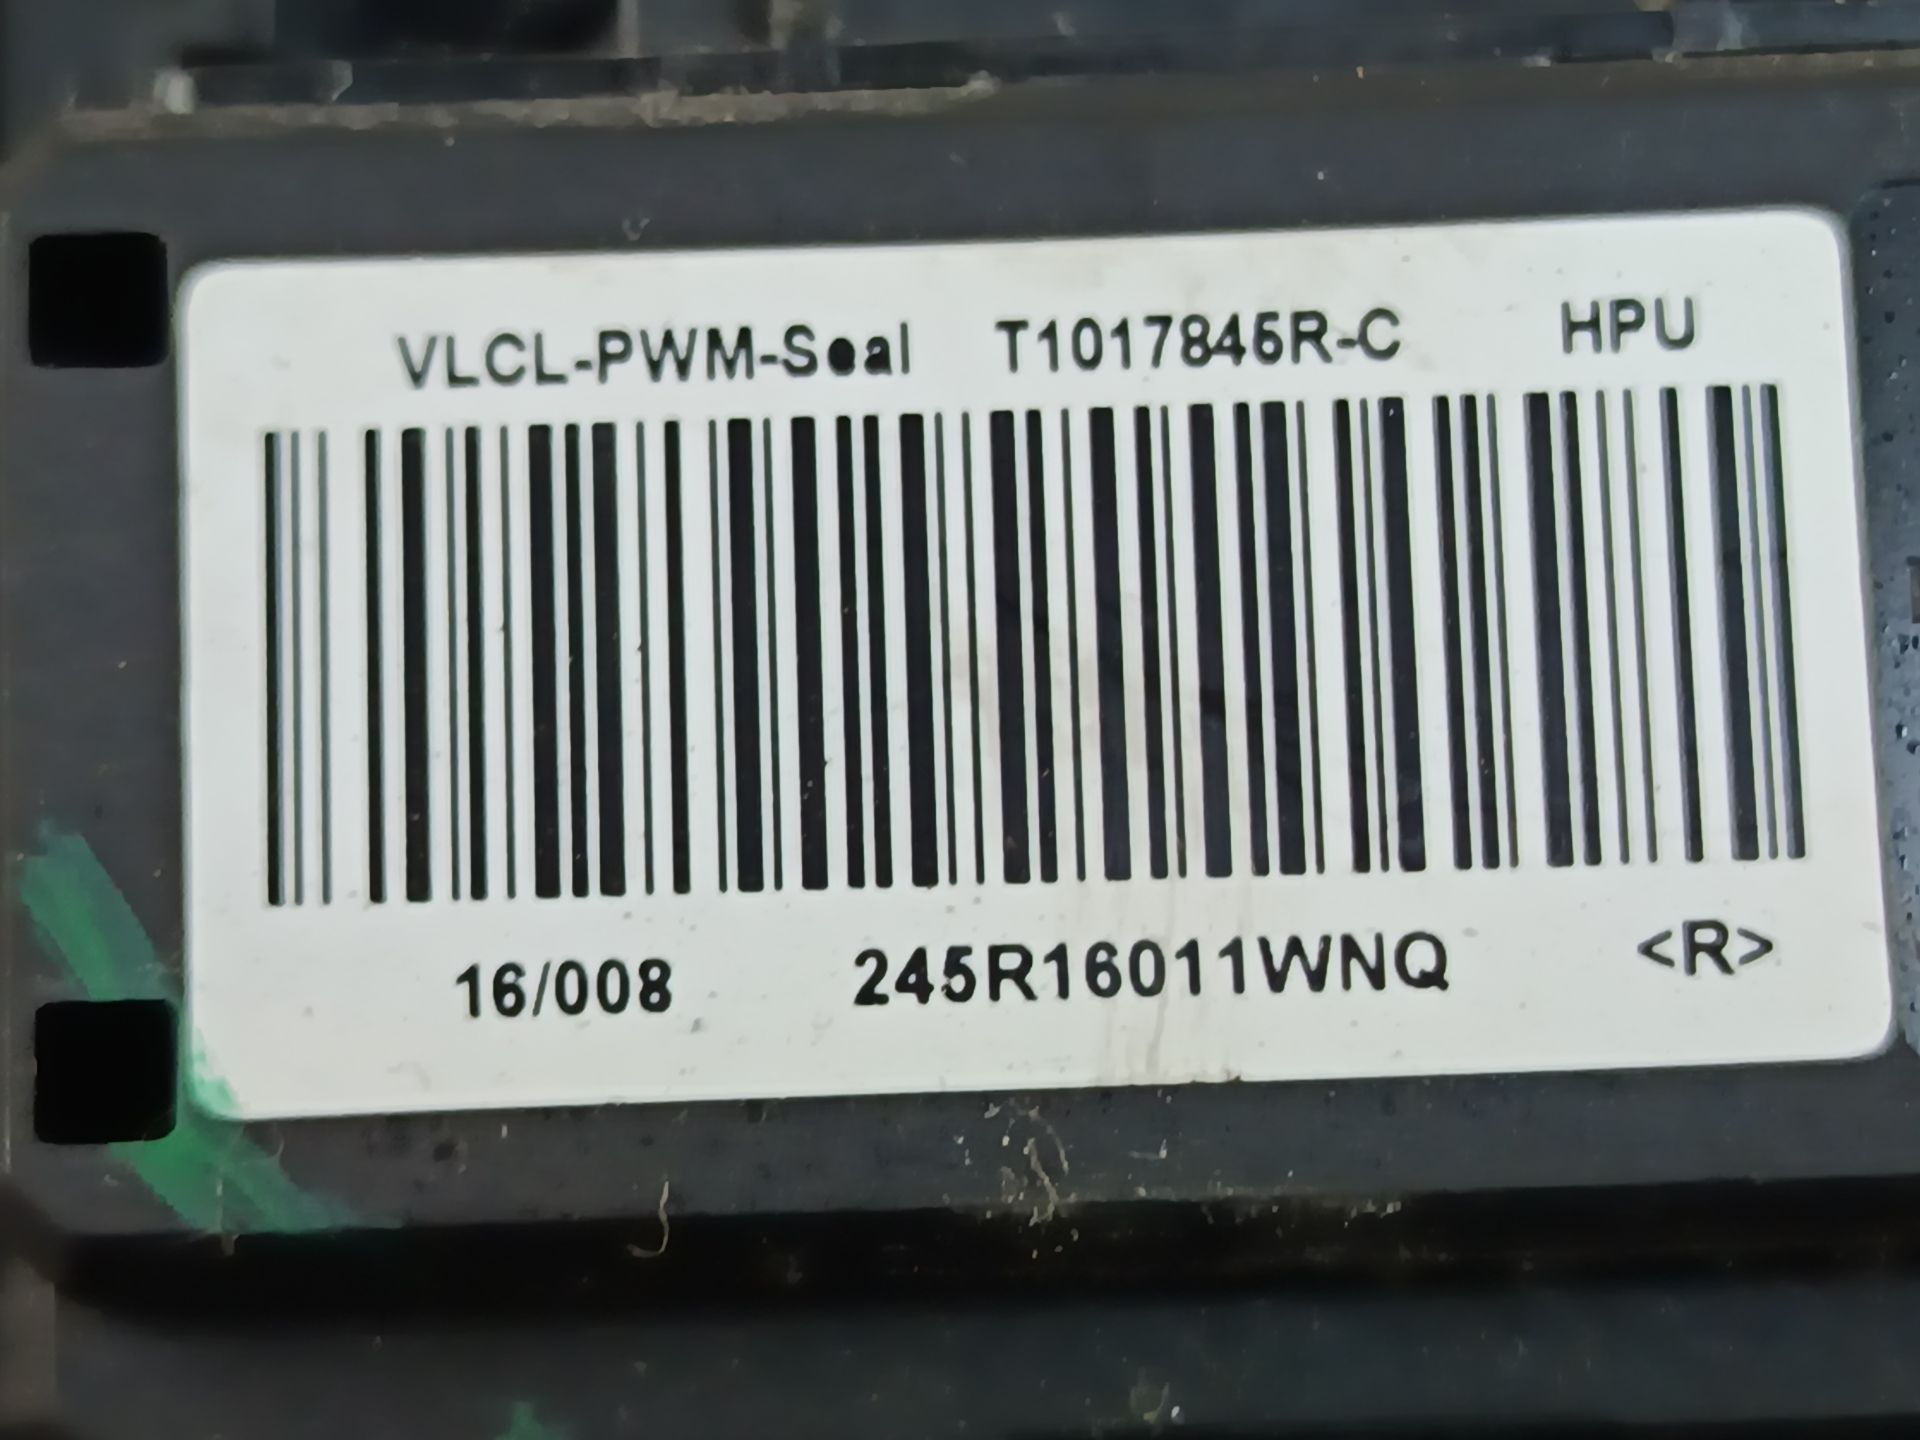 VLCL-PWM-Seal T1017845R-C HPU
16/008 245R16011WNQ <R>